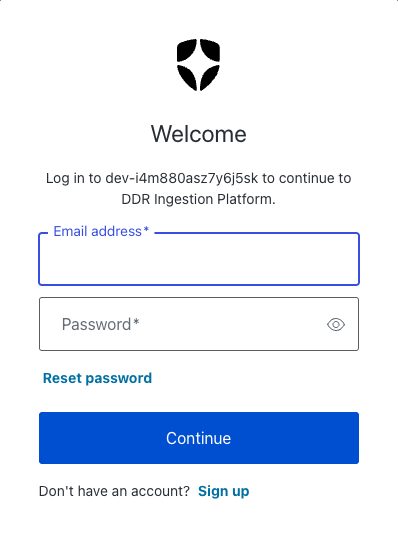 Welcome
Log in to dev-i4m880asz7y6j5sk to continue to
DDR Ingestion Platform.
Email address*
Password*
Reset password
Continue
Don't have an account? Sign up